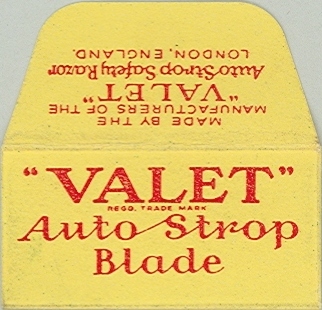 MADE BY THE
MANUFACTURERS OF THE
"VALET"
Auto Strop Safety Razor
LONDON, ENGLAND.
"VALET"
REGD. TRADE MARK
Auto Strop
Blade